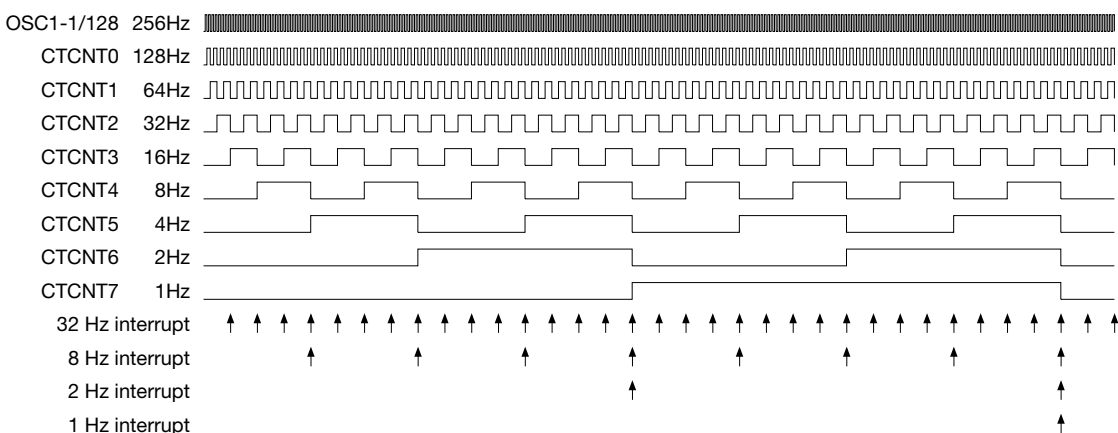 OSC1-1/128 256Hz
CTCNT0 128Hz
CTCNT1 64Hz
CTCNT2 32Hz
CTCNT3 16Hz
CTCNT4 8Hz
CTCNT5 4Hz
CTCNT6 2Hz
CTCNT7 1Hz
32 Hz interrupt
8 Hz interrupt
2 Hz interrupt
1 Hz interrupt